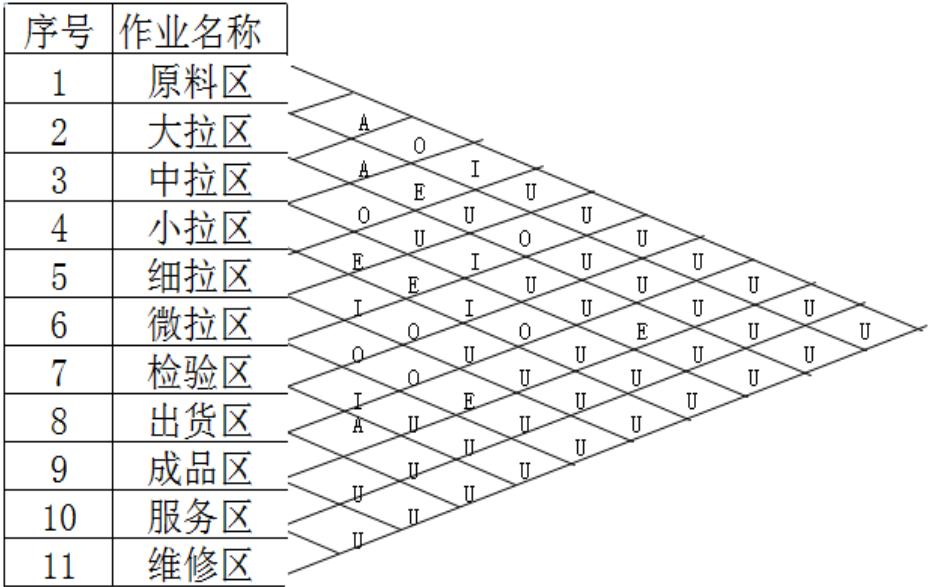 序号 作业名称
1 原料区
2 大拉区
3 中拉区
4 小拉区
5 细拉区
6 微拉区
7 检验区
8 出货区
9 成品区
10 服务区
11 维修区
A
O
A I
E U
O U U
U O U
E I U U
E U U U
I I U U U
O O E U U
O U U U U
O U U U
I E U U
A U U U
U U
U U
U U
U
U